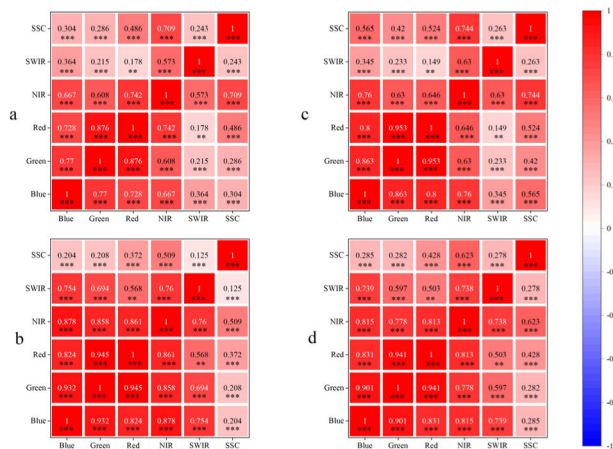 a
SSC 0.304 0.286 0.486 0.709 0.243 1
*** *** *** *** *** ***
SWIR 0.364 0.215 0.178 0.573 1 0.243
*** *** ** *** *** ***
NIR 0.667 0.608 0.742 1 0.573 0.709
*** *** *** *** *** ***
Red 0.728 0.876 1 0.742 0.178 0.486
*** *** *** *** ** ***
Green 0.77 1 0.876 0.608 0.215 0.286
*** *** *** *** *** ***
Blue 1 0.77 0.728 0.667 0.364 0.304
*** *** *** *** *** ***
Blue Green Red NIR SWIR SSC
c
SSC 0.565 0.42 0.524 0.744 0.263 1
*** *** *** *** *** ***
SWIR 0.345 0.233 0.149 0.63 1 0.263
*** *** ** *** *** ***
NIR 0.76 0.63 0.646 1 0.63 0.744
*** *** *** *** *** ***
Red 0.8 0.953 1 0.646 0.149 0.524
*** *** *** *** ** ***
Green 0.863 1 0.953 0.63 0.233 0.42
*** *** *** *** *** ***
Blue 1 0.863 0.8 0.76 0.345 0.565
*** *** *** *** *** ***
Blue Green Red NIR SWIR SSC
b
SSC 0.204 0.208 0.372 0.509 0.125 1
*** *** *** *** *** ***
SWIR 0.754 0.694 0.568 0.76 1 0.125
*** *** ** *** *** ***
NIR 0.878 0.858 0.861 1 0.76 0.509
*** *** *** *** *** ***
Red 0.824 0.945 1 0.861 0.568 0.372
*** *** *** *** ** ***
Green 0.932 1 0.945 0.858 0.694 0.208
*** *** *** *** *** ***
Blue 1 0.932 0.824 0.878 0.754 0.204
*** *** *** *** *** ***
Blue Green Red NIR SWIR SSC
d
SSC 0.285 0.282 0.428 0.623 0.278 1
*** *** *** *** *** ***
SWIR 0.739 0.597 0.503 0.738 1 0.278
*** *** ** *** *** ***
NIR 0.815 0.778 0.813 1 0.738 0.623
*** *** *** *** *** ***
Red 0.831 0.941 1 0.813 0.503 0.428
*** *** *** *** ** ***
Green 0.901 1 0.941 0.778 0.597 0.282
*** *** *** *** *** ***
Blue 1 0.901 0.831 0.815 0.739 0.285
*** *** *** *** *** ***
Blue Green Red NIR SWIR SSC
1
0
-1